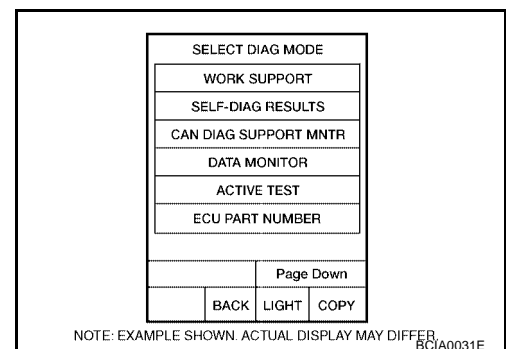 SELECT DIAG MODE
WORK SUPPORT
SELF-DIAG RESULTS
CAN DIAG SUPPORT MNTR
DATA MONITOR
ACTIVE TEST
ECU PART NUMBER
Page Down
BACK LIGHT COPY
NOTE: EXAMPLE SHOWN. ACTUAL DISPLAY MAY DIFFER.
BCIA0031E